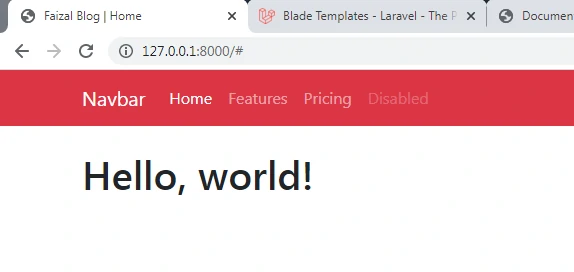 Faizal Blog | Home
Blade Templates - Laravel - The P
Documen
127.0.0.1:8000/#
Navbar Home Features Pricing Disabled
Hello, world!